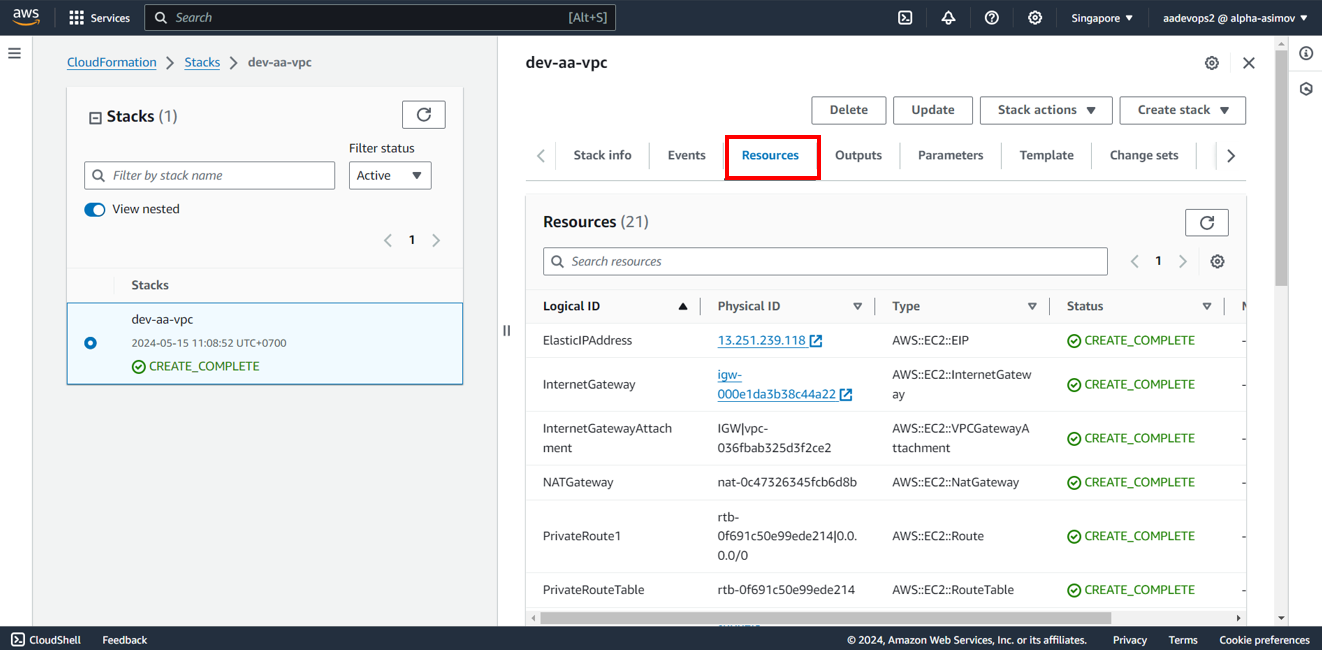 aws
Services
Search
[Alt+S]
Singapore
aadevops2 @ alpha-asimov
CloudFormation
Stacks
dev-aa-vpc
Stacks (1)
Filter status
Filter by stack name
Active
View nested
1
Stacks
dev-aa-vpc
2024-05-15 11:08:52 UTC+0700
CREATE_COMPLETE
dev-aa-vpc
Delete
Update
Stack actions
Create stack
Stack info
Events
Resources
Outputs
Parameters
Template
Change sets
Resources (21)
Search resources
1
Logical ID
Physical ID
Type
Status
ElasticIPAddress
13.251.239.118
AWS::EC2::EIP
CREATE_COMPLETE
-
InternetGateway
igw-
000e1da3b38c44a22
AWS::EC2::InternetGatew
ay
CREATE_COMPLETE
-
InternetGatewayAttach
ment
IGW|vpc-
036fbab325d3f2ce2
AWS::EC2::VPCGatewayA
ttachment
CREATE_COMPLETE
-
NATGateway
nat-0c47326345fcb6d8b
AWS::EC2::NatGateway
CREATE_COMPLETE
-
PrivateRoute1
rtb-
0f691c50e99ede214|0.0.
0.0/0
AWS::EC2::Route
CREATE_COMPLETE
-
PrivateRouteTable
rtb-0f691c50e99ede214
AWS::EC2::RouteTable
CREATE_COMPLETE
-
CloudShell
Feedback
© 2024, Amazon Web Services, Inc. or its affiliates.
Privacy
Terms
Cookie preferences